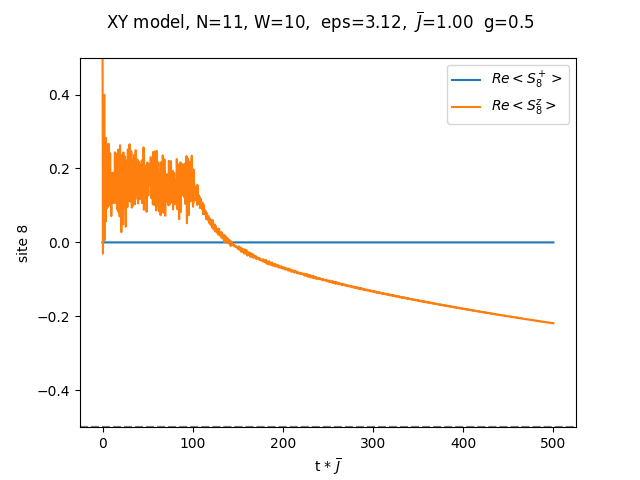 XY model, N=11, W=10,  eps=3.12, J̅=1.00  g=0.5
Re < S₈⁺ >
Re < S₈ᶻ >
0.4
0.2
0.0
−0.2
−0.4
site 8
0
100
200
300
400
500
t * J̅